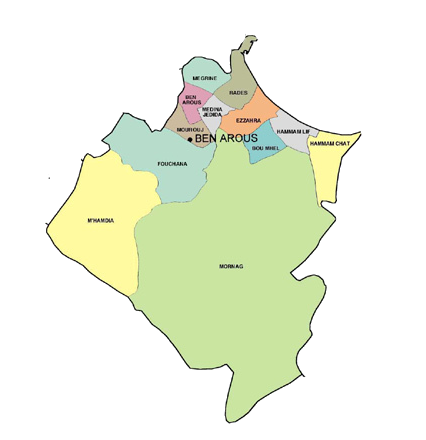 MEGRINE
RADES
BEN
AROUS
MEDINA
JEDIDA
EZZAHRA
MOUROUJ
HAMMAM LIF
BEN AROUS
HAMMAM CHAT
BOU MHEL
FOUCHANA
M'HAMDIA
MORNAG